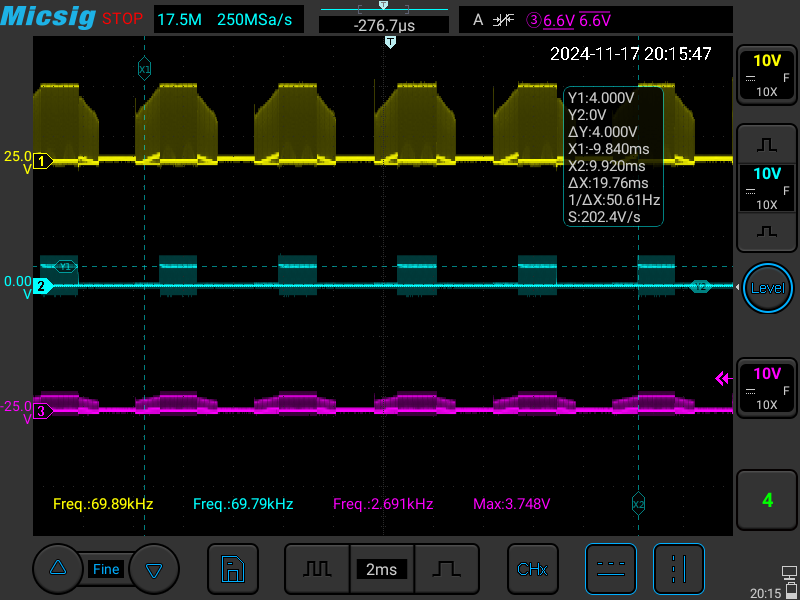 Micsig STOP 17.5M 250MSa/s -276.7µs A 3 6.6V 6.6V
T
T
2024-11-17 20:15:47
X1
10V
F
10X
Y1:4.000V
Y2:0V
ΔY:4.000V
X1:-9.840ms
X2:9.920ms
ΔX:19.76ms
1/ΔX:50.61Hz
S:202.4V/s
25.0
V
1
10V
F
10X
Y1
0.00
V
2
Y2
Level
10V
F
10X
-25.0
V
3
Freq.:69.89kHz Freq.:69.79kHz Freq.:2.691kHz Max:3.748V
X2
4
Fine
2ms
CHx
20:15